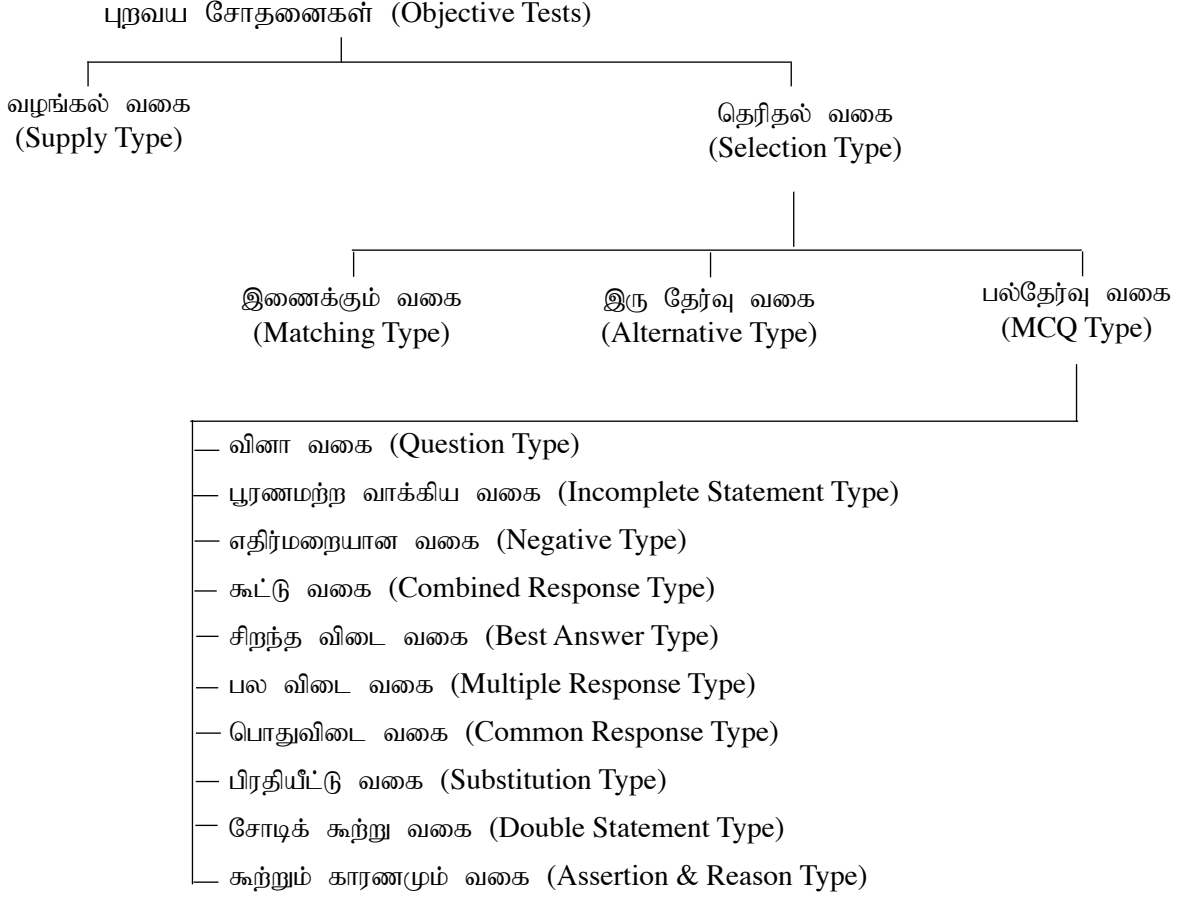 புறவய சோதனைகள் (Objective Tests)
வழங்கல் வகை
(Supply Type)
தெரிதல் வகை
(Selection Type)
இணைக்கும் வகை
(Matching Type)
இரு தேர்வு வகை
(Alternative Type)
பல்தேர்வு வகை
(MCQ Type)
வினா வகை (Question Type)
பூரணமற்ற வாக்கிய வகை (Incomplete Statement Type)
எதிர்மறையான வகை (Negative Type)
கூட்டு வகை (Combined Response Type)
சிறந்த விடை வகை (Best Answer Type)
பல விடை வகை (Multiple Response Type)
பொதுவிடை வகை (Common Response Type)
பிரதியீட்டு வகை (Substitution Type)
சோடிக் கூற்று வகை (Double Statement Type)
கூற்றும் காரணமும் வகை (Assertion & Reason Type)